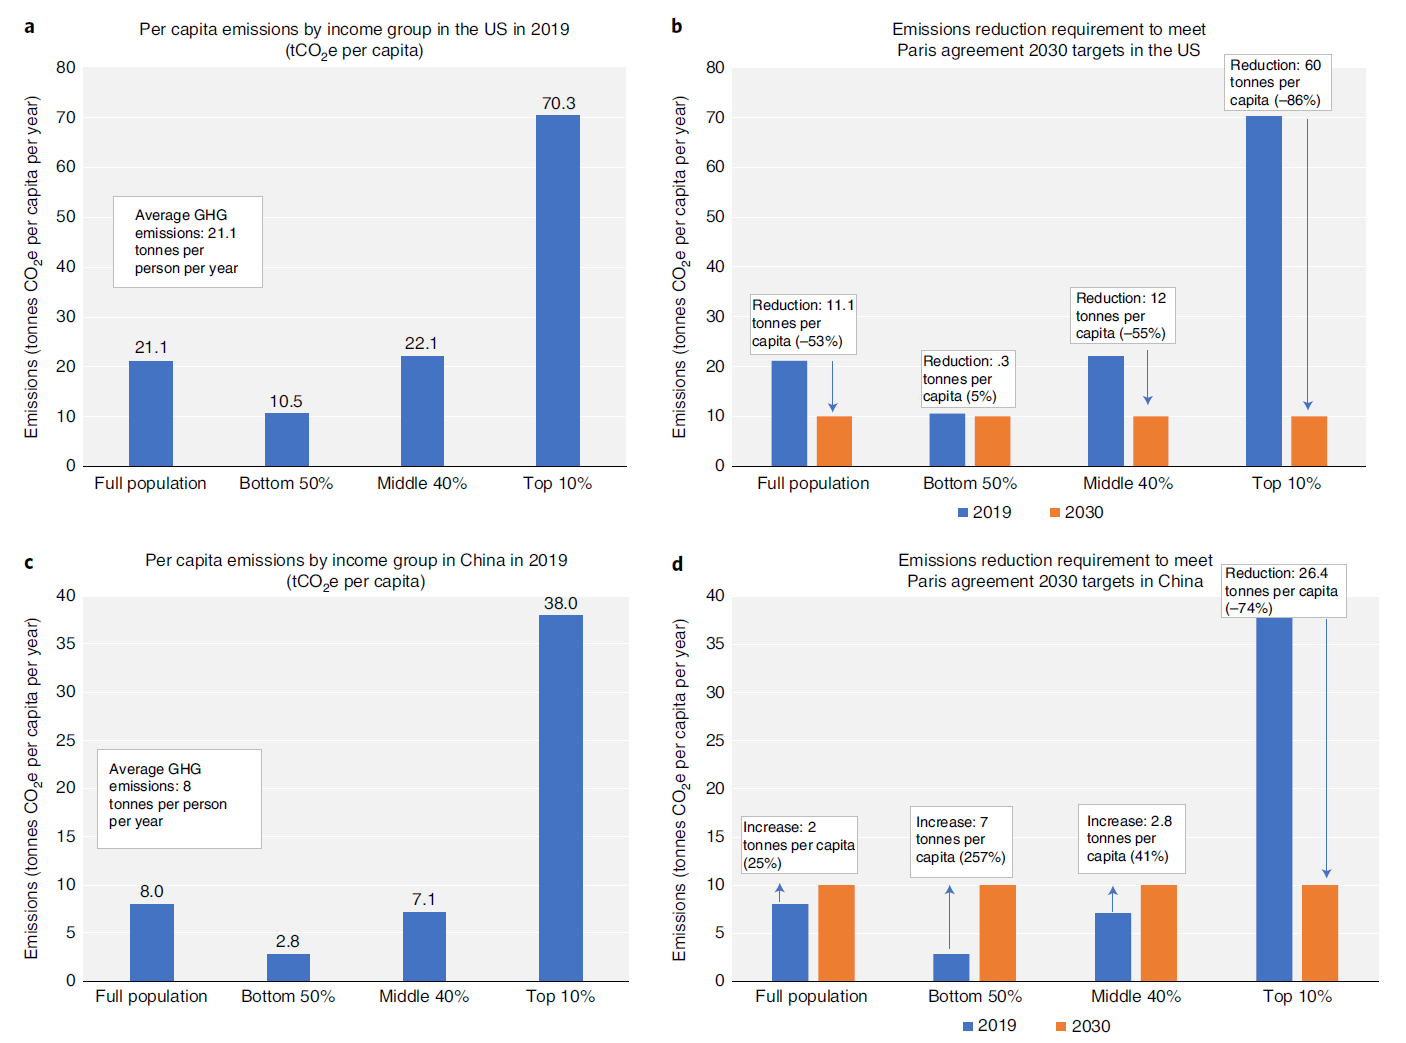 a
Per capita emissions by income group in the US in 2019
(tCO2e per capita)
Emissions (tonnes CO2e per capita per year)
80
70
60
50
40
30
20
10
0
Average GHG
emissions: 21.1
tonnes per
person per year
21.1
10.5
22.1
70.3
Full population
Bottom 50%
Middle 40%
Top 10%
b
Emissions reduction requirement to meet
Paris agreement 2030 targets in the US
Emissions (tonnes CO2e per capita per year)
80
70
60
50
40
30
20
10
0
Reduction: 11.1
tonnes per
capita (–53%)
Reduction: .3
tonnes per
capita (5%)
Reduction: 12
tonnes per
capita (–55%)
Reduction: 60
tonnes per
capita (–86%)
Full population
Bottom 50%
Middle 40%
Top 10%
2019
2030
c
Per capita emissions by income group in China in 2019
(tCO2e per capita)
Emissions (tonnes CO2e per capita per year)
40
35
30
25
20
15
10
5
0
Average GHG
emissions: 8
tonnes per person
per year
8.0
2.8
7.1
38.0
Full population
Bottom 50%
Middle 40%
Top 10%
d
Emissions reduction requirement to meet
Paris agreement 2030 targets in China
Emissions (tonnes CO2e per capita per year)
40
35
30
25
20
15
10
5
0
Increase: 2
tonnes per capita
(25%)
Increase: 7
tonnes per
capita (257%)
Increase: 2.8
tonnes per
capita (41%)
Reduction: 26.4
tonnes per capita
(–74%)
Full population
Bottom 50%
Middle 40%
Top 10%
2019
2030